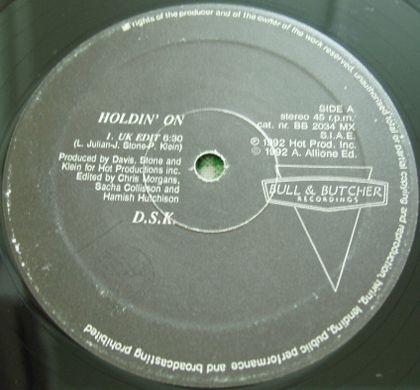 rights of the producer and of the owner of the work reserved, unauthorised total or partial copying and reproduction, hiring, lending, public performance and broadcasting prohibited
HOLDIN' ON
1. UK EDIT 6:30
(L. Julian-J. Stone-P. Klein)
Produced by Davis, Stone and
Klein for Hot Productions inc.
Edited by Chris Morgans,
Sacha Collisson and
Hamish Hutchison
D.S.K.
SIDE A
stereo 45 r.p.m.
cat. nr. BB 2034 MX
S.I.A.E.
℗ 1992 Hot Prod. Inc.
© 1992 A. Allione Ed.
BULL & BUTCHER
RECORDINGS